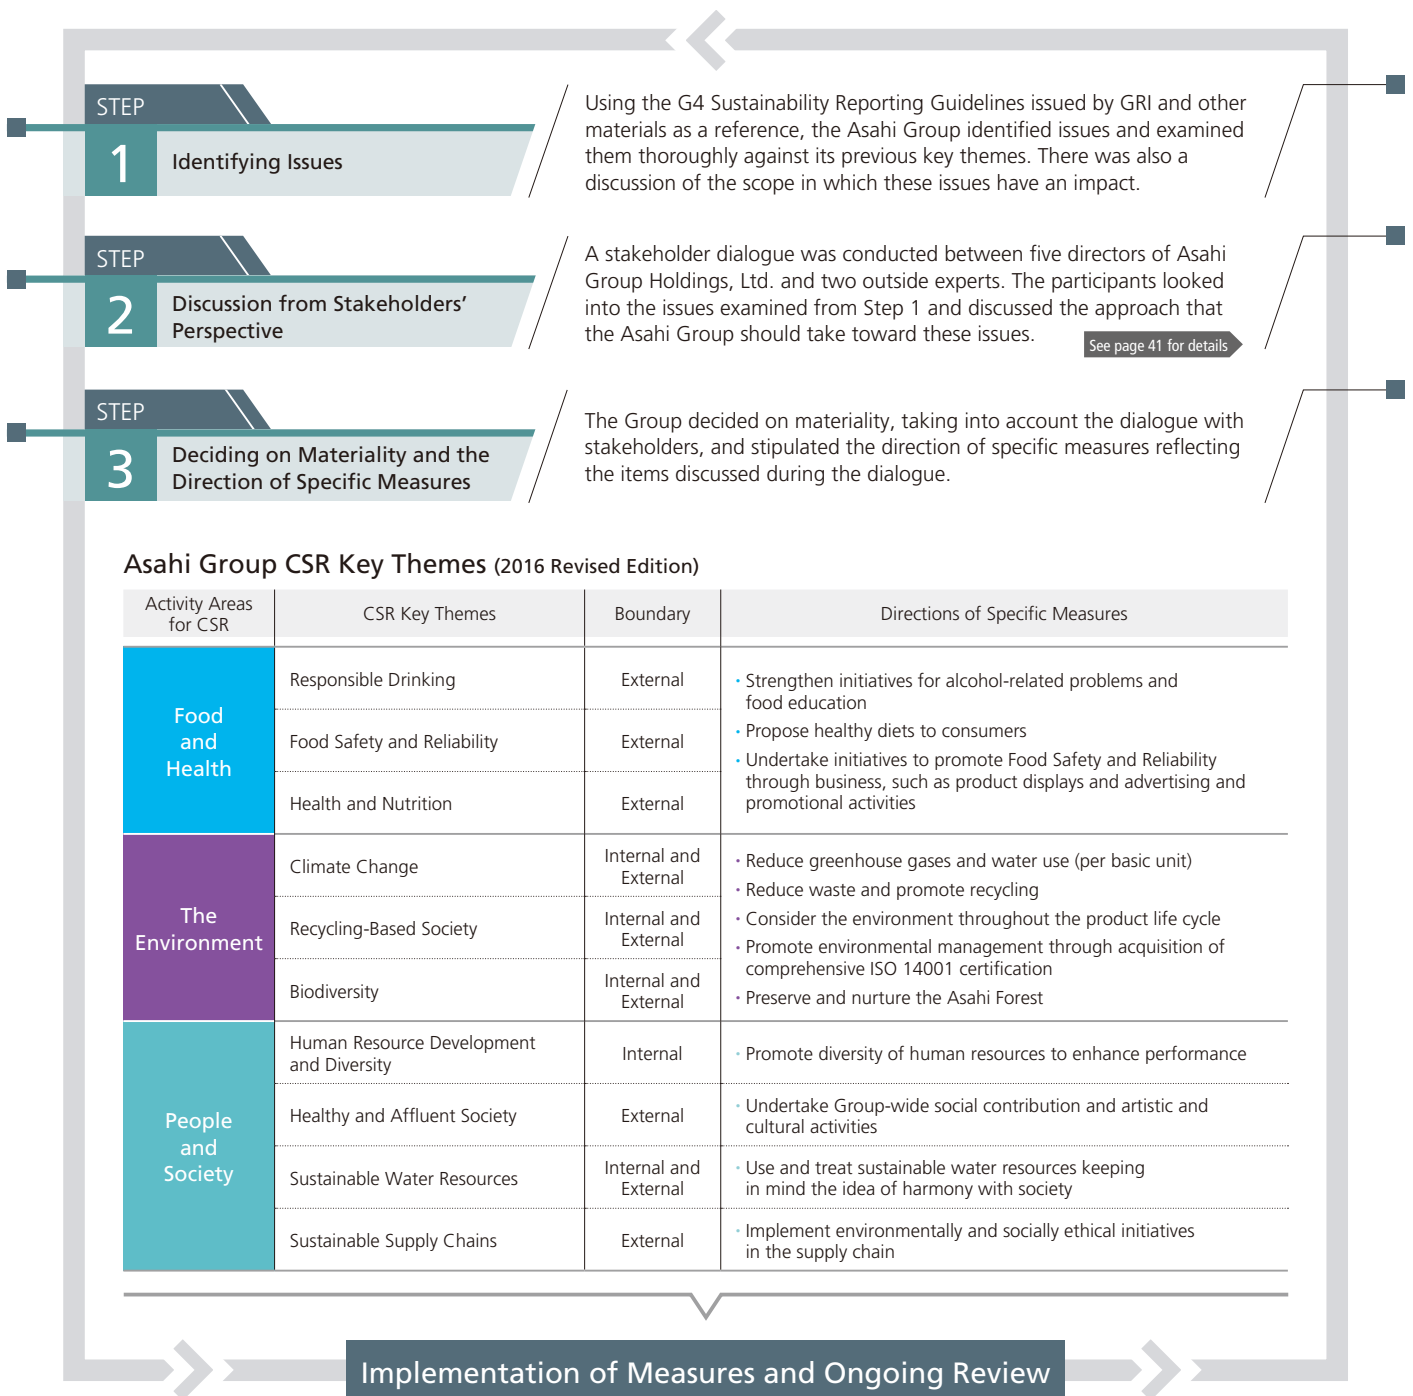 STEP
1
Identifying Issues
Using the G4 Sustainability Reporting Guidelines issued by GRI and other
materials as a reference, the Asahi Group identified issues and examined
them thoroughly against its previous key themes. There was also a
discussion of the scope in which these issues have an impact.
STEP
2
Discussion from Stakeholders’
Perspective
A stakeholder dialogue was conducted between five directors of Asahi
Group Holdings, Ltd. and two outside experts. The participants looked
into the issues examined from Step 1 and discussed the approach that
the Asahi Group should take toward these issues.
See page 41 for details
STEP
3
Deciding on Materiality and the
Direction of Specific Measures
The Group decided on materiality, taking into account the dialogue with
stakeholders, and stipulated the direction of specific measures reflecting
the items discussed during the dialogue.
Asahi Group CSR Key Themes (2016 Revised Edition)
Activity Areas
for CSR
CSR Key Themes
Boundary
Directions of Specific Measures
Food
and
Health
Responsible Drinking
External
Food Safety and Reliability
External
Health and Nutrition
External
・Strengthen initiatives for alcohol-related problems and
food education
・Propose healthy diets to consumers
・Undertake initiatives to promote Food Safety and Reliability
through business, such as product displays and advertising and
promotional activities
The
Environment
Climate Change
Internal and
External
Recycling-Based Society
Internal and
External
Biodiversity
Internal and
External
・Reduce greenhouse gases and water use (per basic unit)
・Reduce waste and promote recycling
・Consider the environment throughout the product life cycle
・Promote environmental management through acquisition of
comprehensive ISO 14001 certification
・Preserve and nurture the Asahi Forest
People
and
Society
Human Resource Development
and Diversity
Internal
・Promote diversity of human resources to enhance performance
Healthy and Affluent Society
External
・Undertake Group-wide social contribution and artistic and
cultural activities
Sustainable Water Resources
Internal and
External
・Use and treat sustainable water resources keeping
in mind the idea of harmony with society
Sustainable Supply Chains
External
・Implement environmentally and socially ethical initiatives
in the supply chain
Implementation of Measures and Ongoing Review